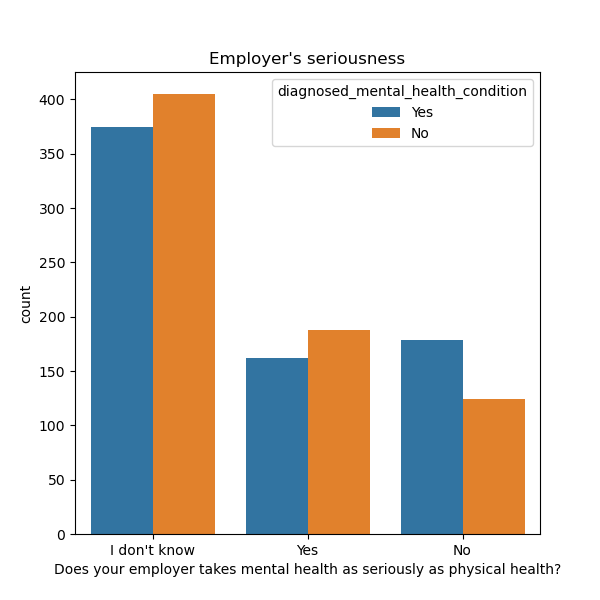 Employer's seriousness
diagnosed_mental_health_condition
Yes
No
400
350
300
250
200
150
100
50
0
count
I don't know Yes No
Does your employer takes mental health as seriously as physical health?